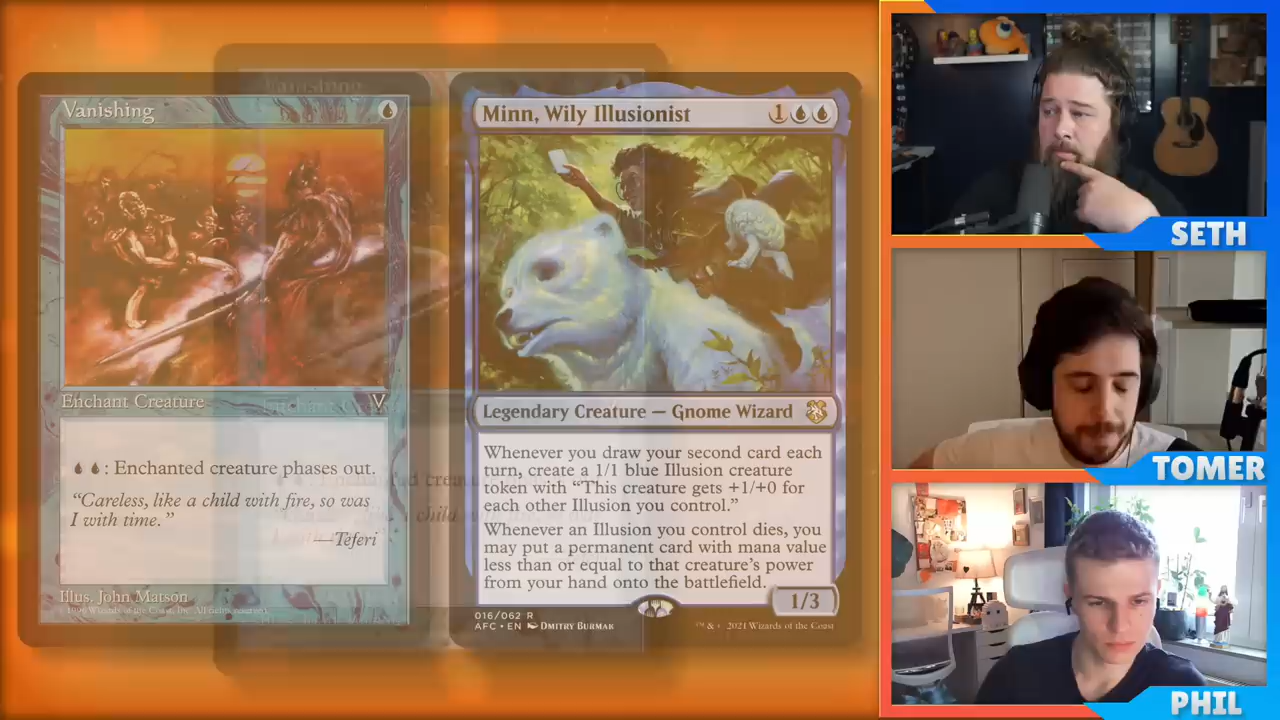 Vanishing
Enchant Creature
V
: Enchanted creature phases out.
“Careless, like a child with fire, so was
I with time.”
—Teferi
Illus. John Matson
Minn, Wily Illusionist
1
Legendary Creature — Gnome Wizard
Whenever you draw your second card each
turn, create a 1/1 blue Illusion creature
token with “This creature gets +1/+0 for
each other Illusion you control.”
Whenever an Illusion you control dies, you
may put a permanent card with mana value
less than or equal to that creature's power
from your hand onto the battlefield.
1/3
016/062 R
AFC • EN Dmitry Burmak
™ & © 2021 Wizards of the Coast
SETH
TOMER
PHIL